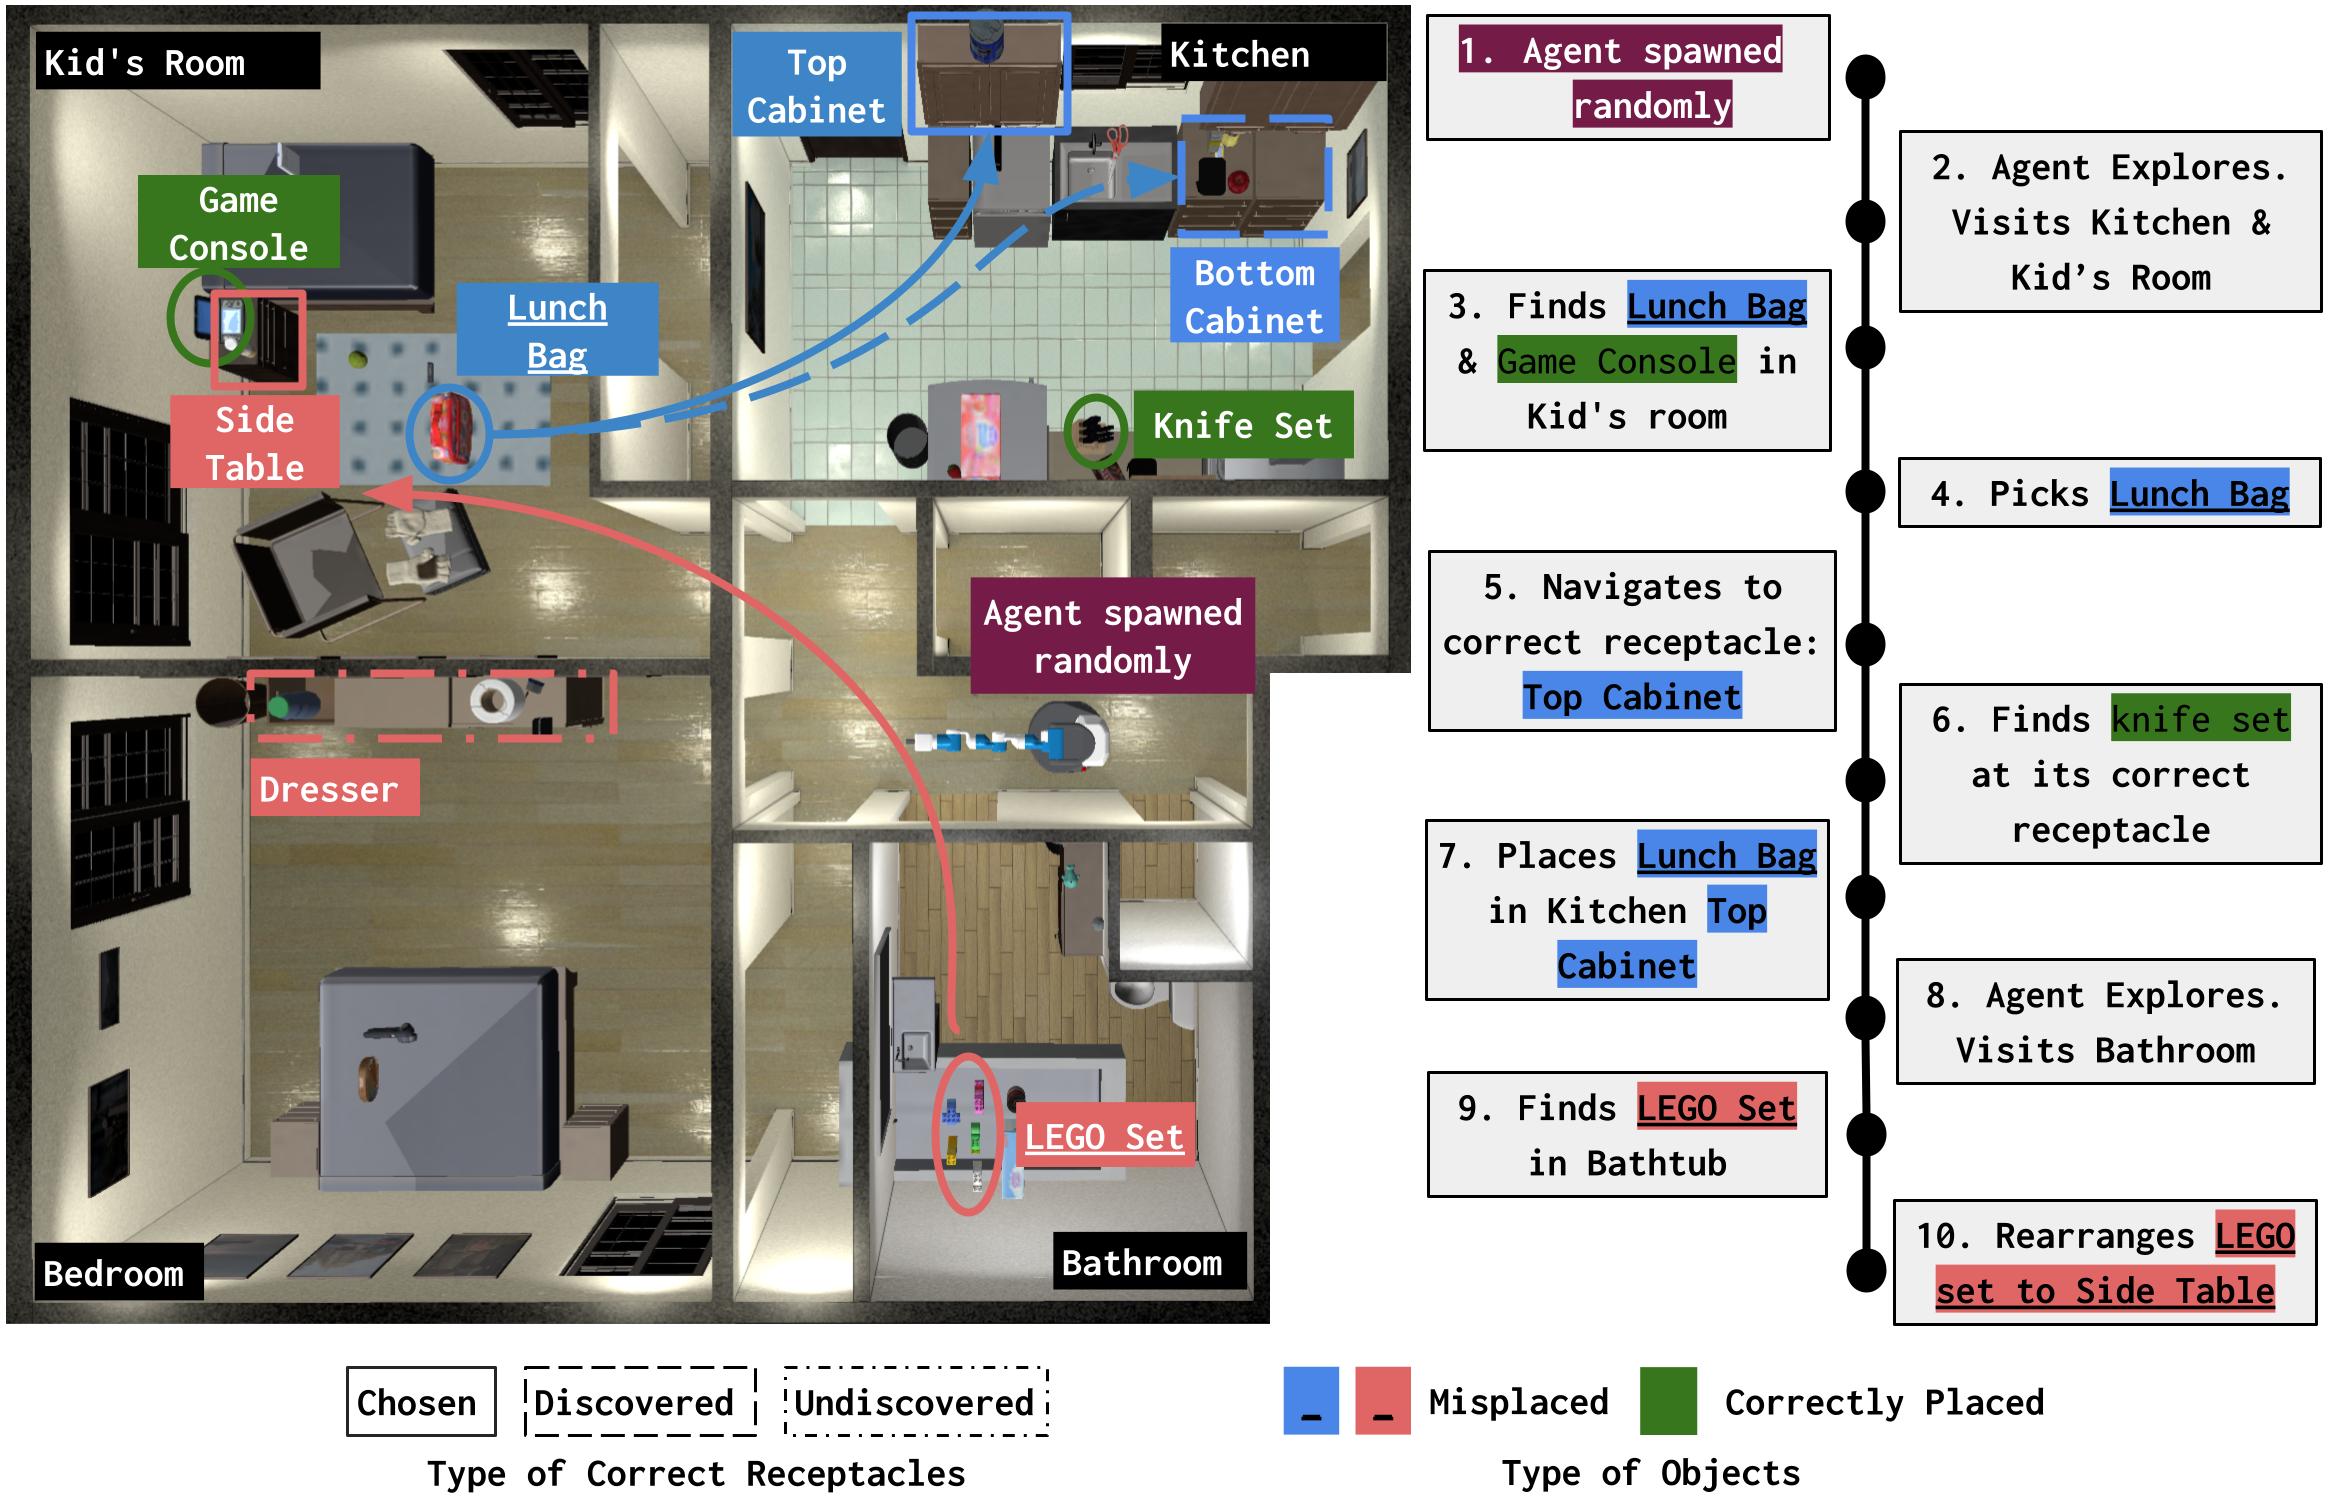 Kid's Room
Top
Cabinet
Kitchen
Game
Console
Lunch
Bag
Bottom
Cabinet
Side
Table
Knife Set
Agent spawned
randomly
Dresser
LEGO Set
Bedroom
Bathroom
1. Agent spawned
randomly
2. Agent Explores.
Visits Kitchen &
Kid’s Room
3. Finds Lunch Bag
& Game Console in
Kid's room
4. Picks Lunch Bag
5. Navigates to
correct receptacle:
Top Cabinet
6. Finds knife set
at its correct
receptacle
7. Places Lunch Bag
in Kitchen Top
Cabinet
8. Agent Explores.
Visits Bathroom
9. Finds LEGO Set
in Bathtub
10. Rearranges LEGO
set to Side Table
Chosen
Discovered
Undiscovered
Type of Correct Receptacles
_ _ Misplaced
Correctly Placed
Type of Objects